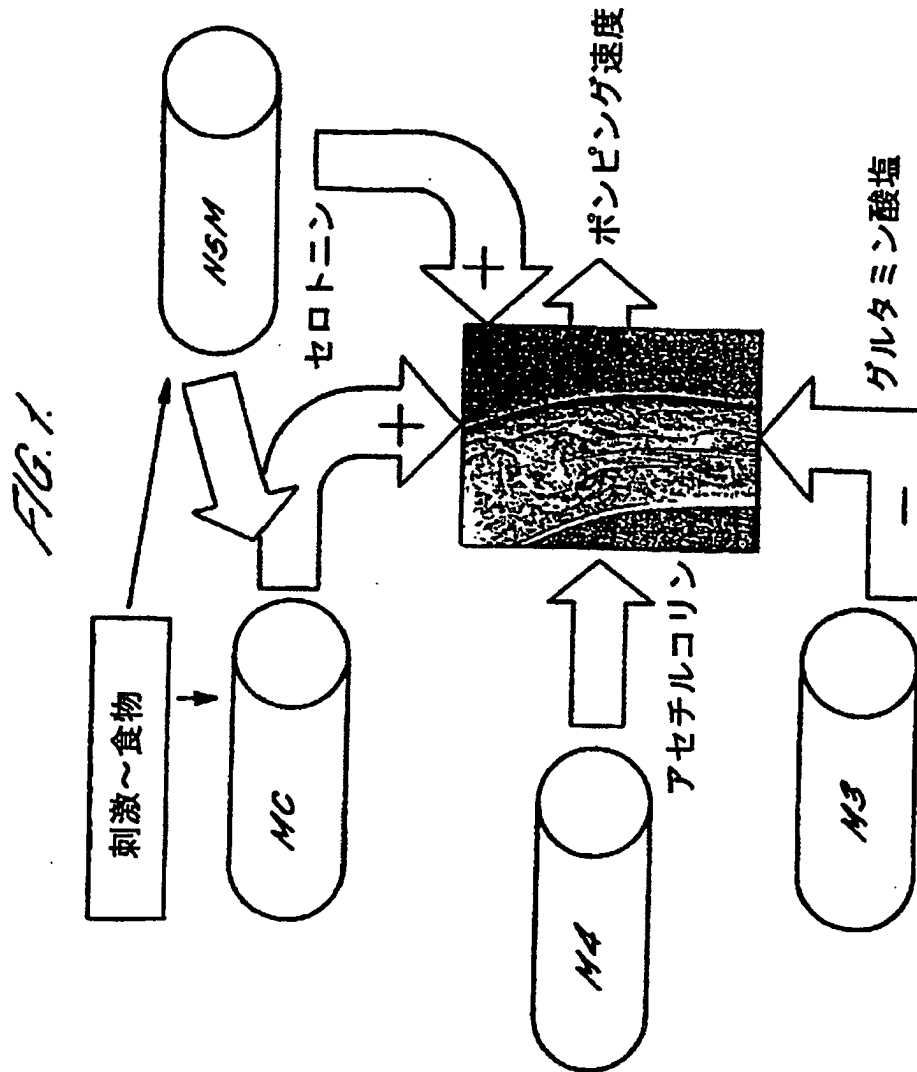 FIG.1.
刺激~食物
NSM
MC
セロトニン
+
+
ポンピング速度
M4
アセチルコリン
M3
グルタミン酸塩
-